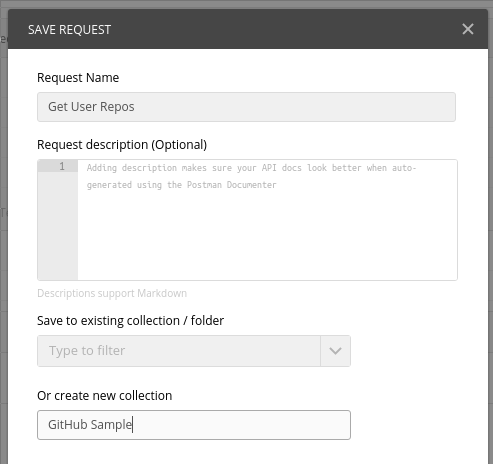 SAVE REQUEST
Request Name
Get User Repos
Request description (Optional)
1
Adding description makes sure your API docs look better when auto-
generated using the Postman Documenter
Descriptions support Markdown
Save to existing collection / folder
Type to filter
Or create new collection
GitHub Sample